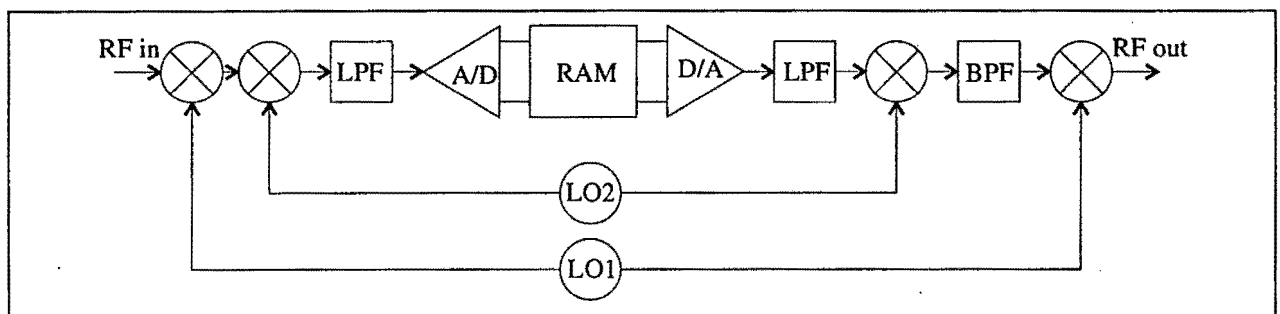 RF in
LPF
A/D
RAM
D/A
LPF
BPF
RF out
LO2
LO1